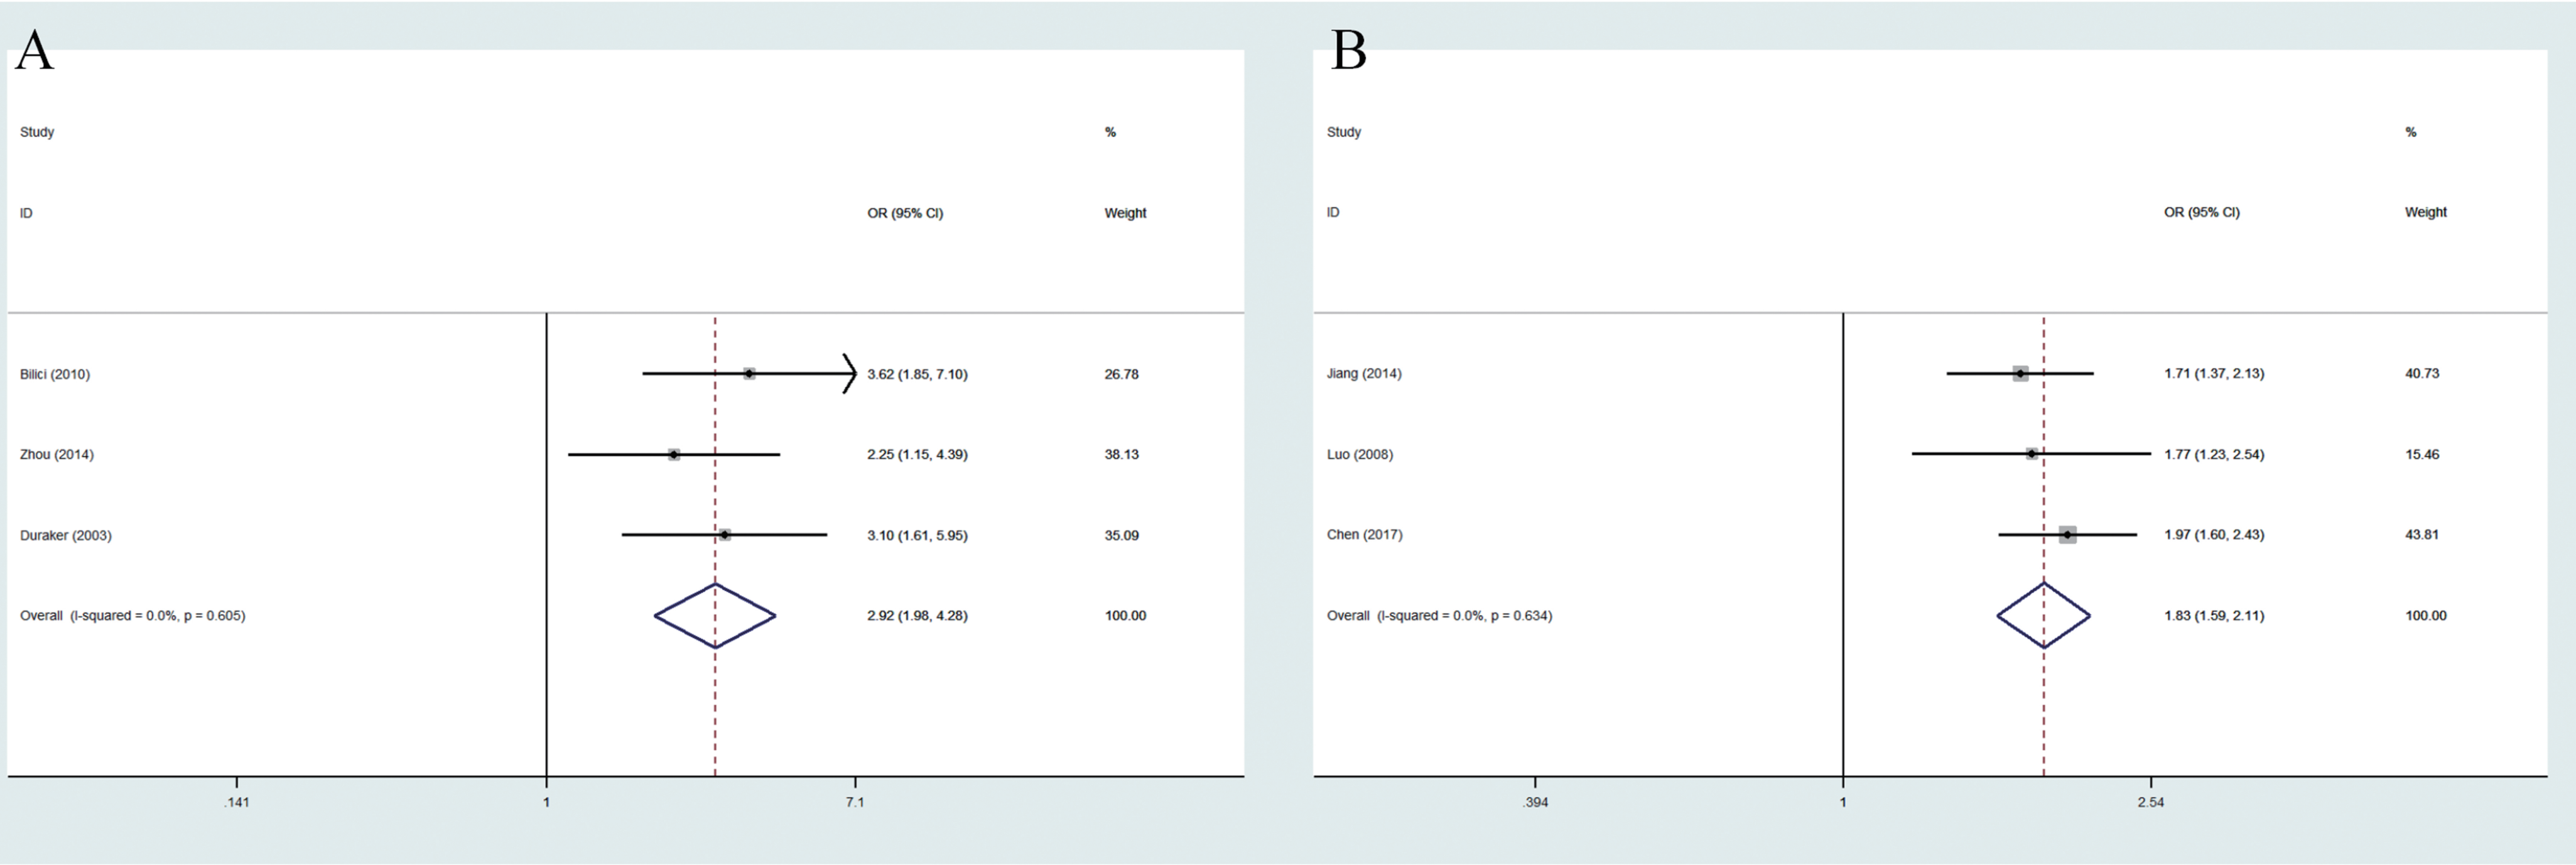 A
Study %
ID OR (95% CI) Weight
Bilici (2010) 3.62 (1.85, 7.10) 26.78
Zhou (2014) 2.25 (1.15, 4.39) 38.13
Duraker (2003) 3.10 (1.61, 5.95) 35.09
Overall (I-squared = 0.0%, p = 0.605) 2.92 (1.98, 4.28) 100.00
.141 1 7.1
B
Study %
ID OR (95% CI) Weight
Jiang (2014) 1.71 (1.37, 2.13) 40.73
Luo (2008) 1.77 (1.23, 2.54) 15.46
Chen (2017) 1.97 (1.60, 2.43) 43.81
Overall (I-squared = 0.0%, p = 0.634) 1.83 (1.59, 2.11) 100.00
.394 1 2.54